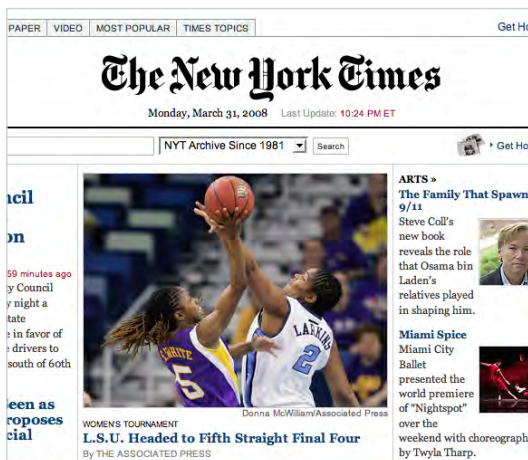 PAPER VIDEO MOST POPULAR TIMES TOPICS
Get Ho
The New York Times
Monday, March 31, 2008 Last Update: 10:24 PM ET
NYT Archive Since 1981 Search
Get Ho
ncil
on
59 minutes ago
y Council
y night a
tate
e in favor of
e drivers to
south of 60th
Seen as
roposes
cial
WHITE
5
LARKINS
2
Donna McWilliam/Associated Press
WOMEN'S TOURNAMENT
L.S.U. Headed to Fifth Straight Final Four
By THE ASSOCIATED PRESS
ARTS »
The Family That Spawn
9/11
Steve Coll's
new book
reveals the role
that Osama bin
Laden's
relatives played
in shaping him.
Miami Spice
Miami City
Ballet
presented the
world premiere
of "Nightspot"
over the
weekend with choreograph
by Twyla Tharp.